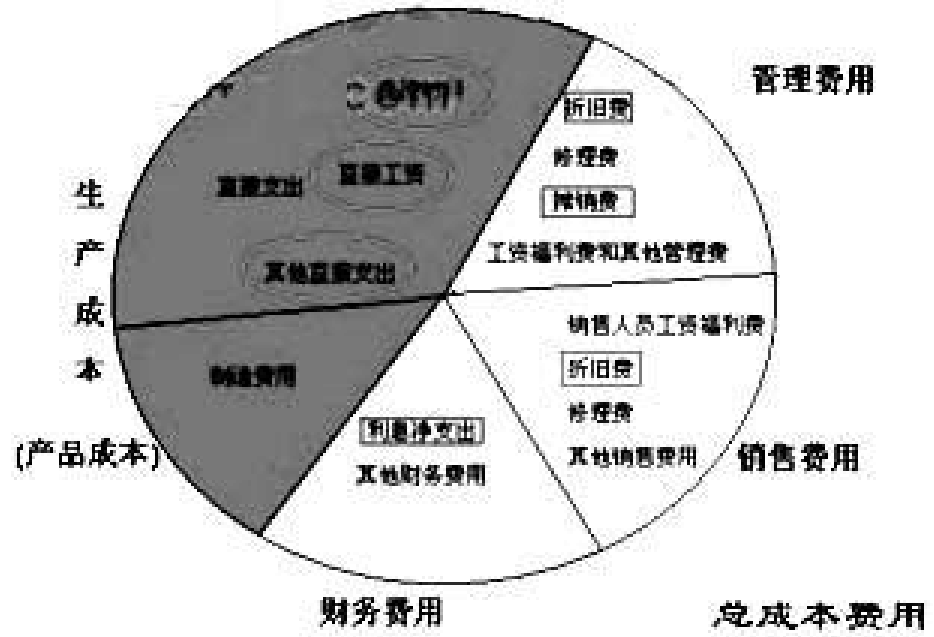 管理费用
折旧费
修理费
摊销费
工资福利费和其他管理费
直接工资
直接支出
其他直接支出
生产成本
(产品成本)
制造费用
销售人员工资福利费
折旧费
修理费
其他销售费用
销售费用
利息净支出
其他财务费用
财务费用
总成本费用